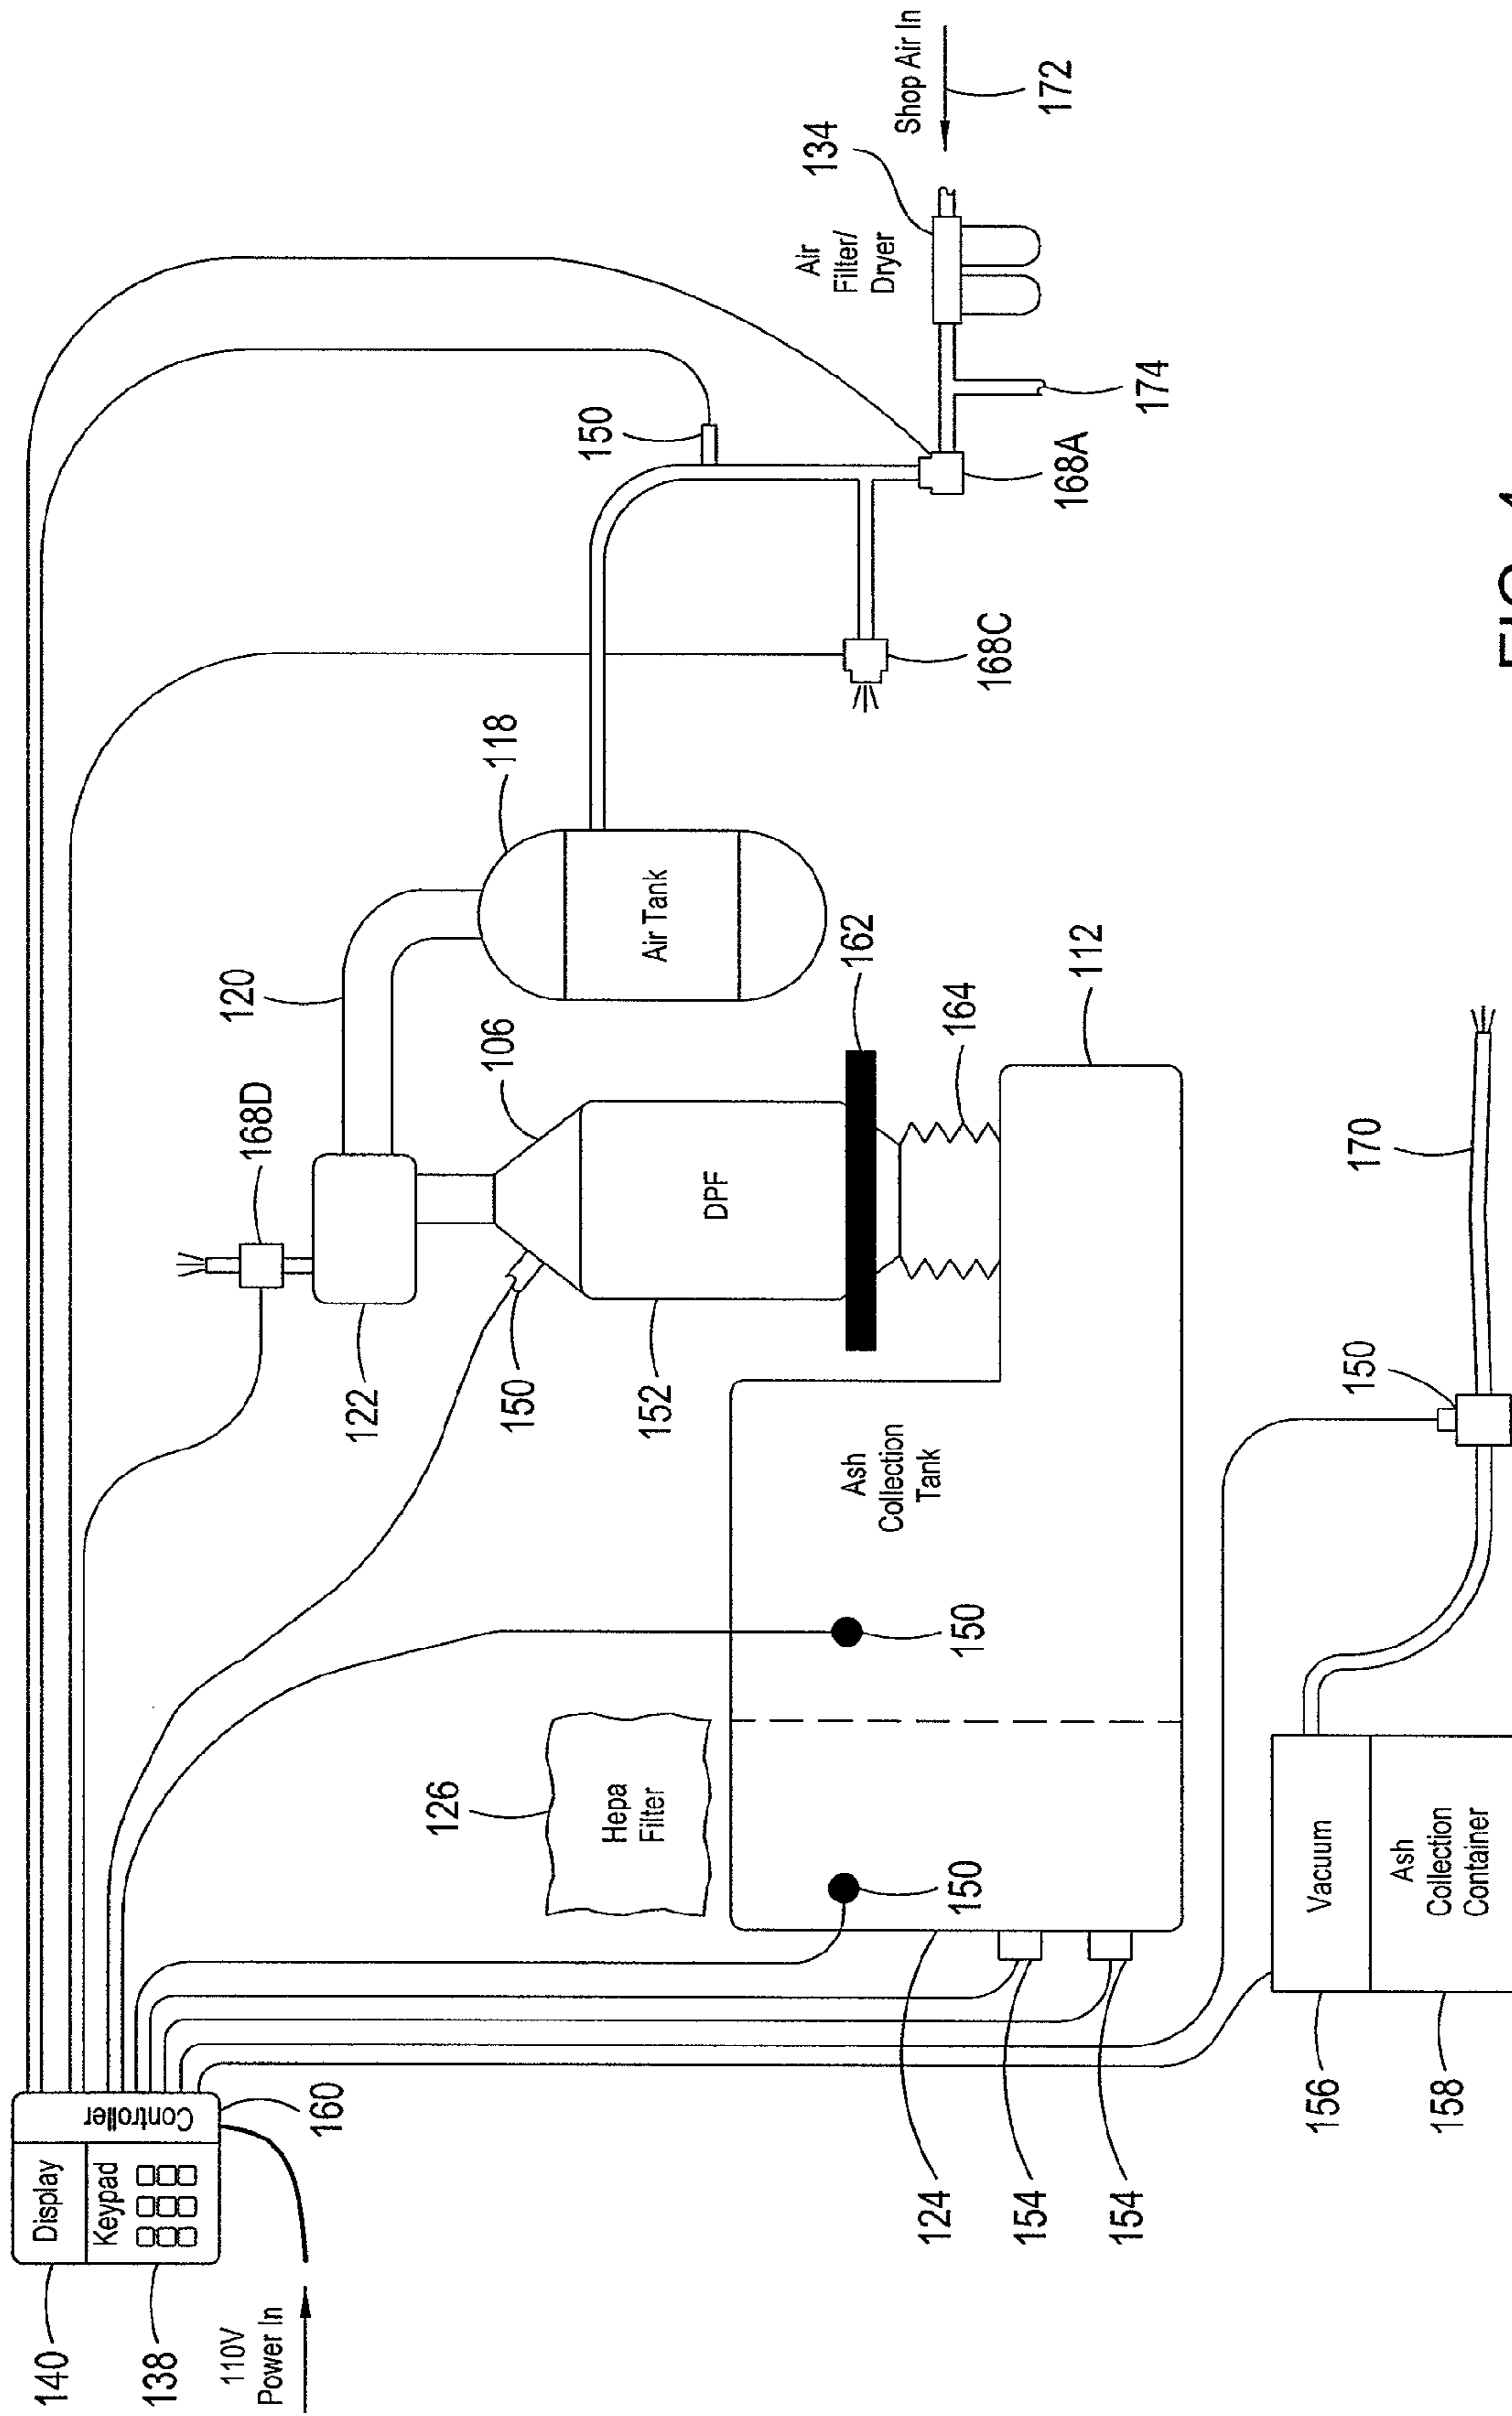 140
Display
Keypad
138
Controller
160
110V
Power In
168D
120
122
150
106
118
Air Tank
150
152
DPF
162
164
112
168C
168A
174
Air
Filter/
Dryer
134
Shop Air In
172
126
Hepa
Filter
Ash
Collection
Tank
150
150
124
154
154
156
Vacuum
158
Ash
Collection
Container
150
170